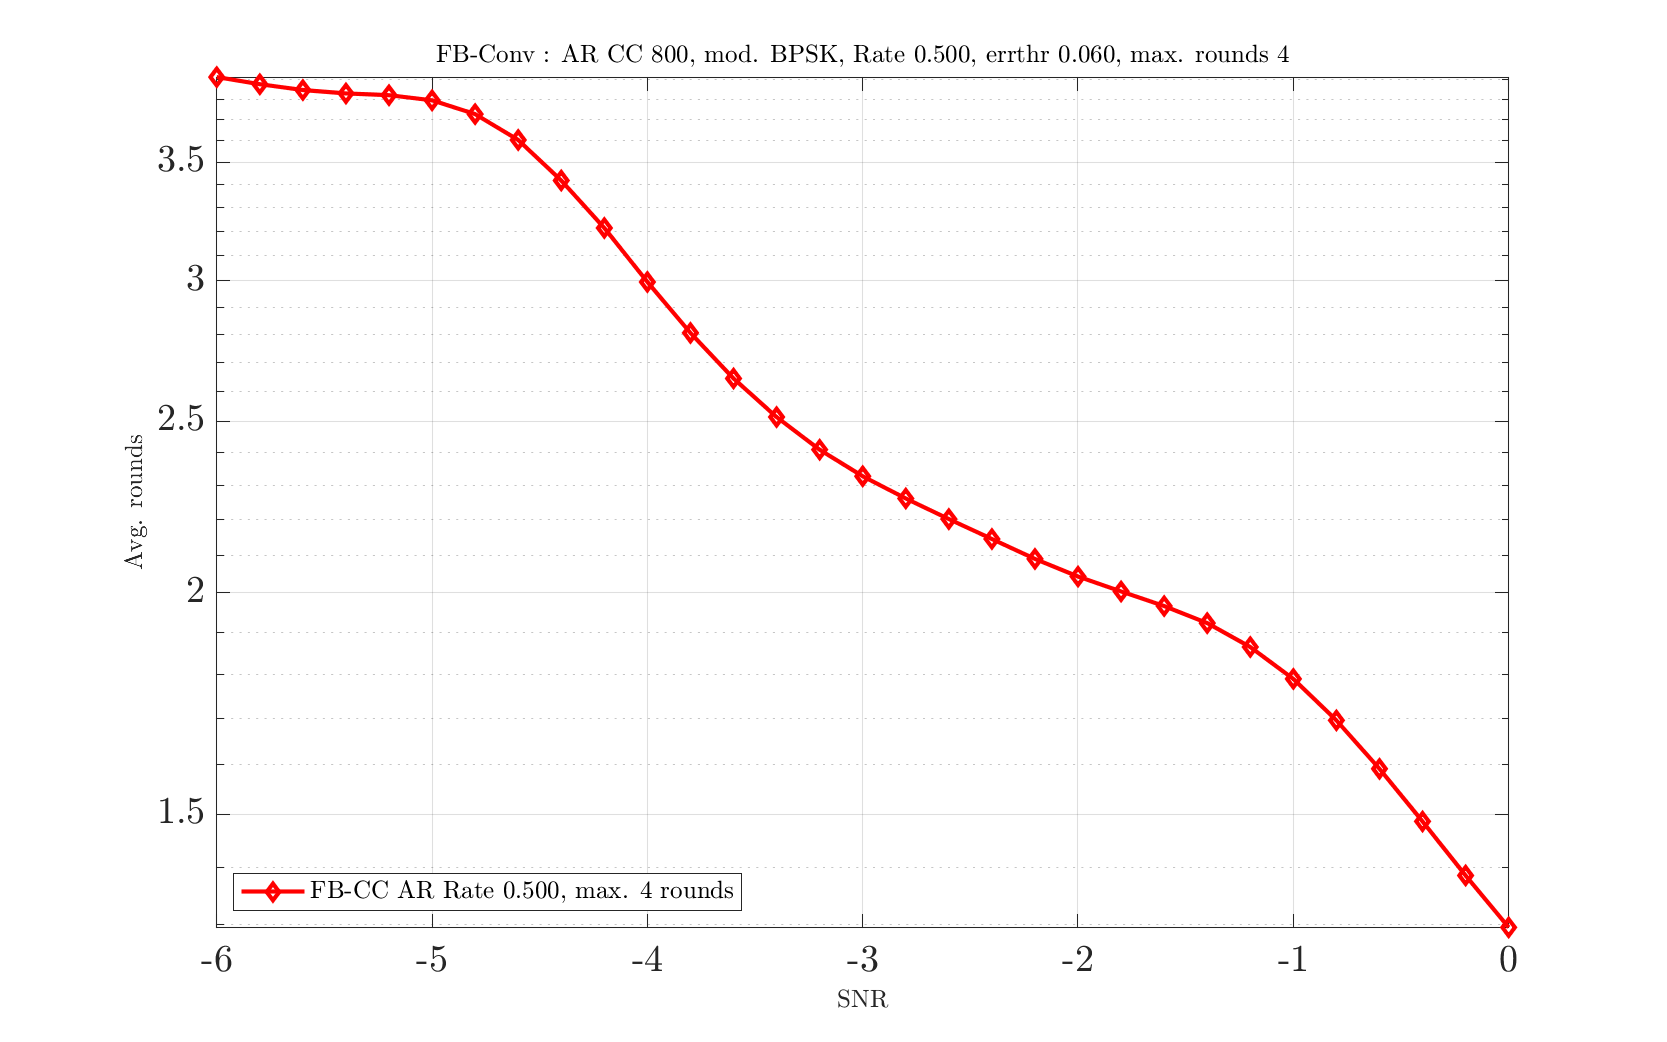 FB-Conv : AR CC 800, mod. BPSK, Rate 0.500, errthr 0.060, max. rounds 4
3.5
3
2.5
2
1.5
Avg. rounds
FB-CC AR Rate 0.500, max. 4 rounds
-6 -5 -4 -3 -2 -1 0
SNR